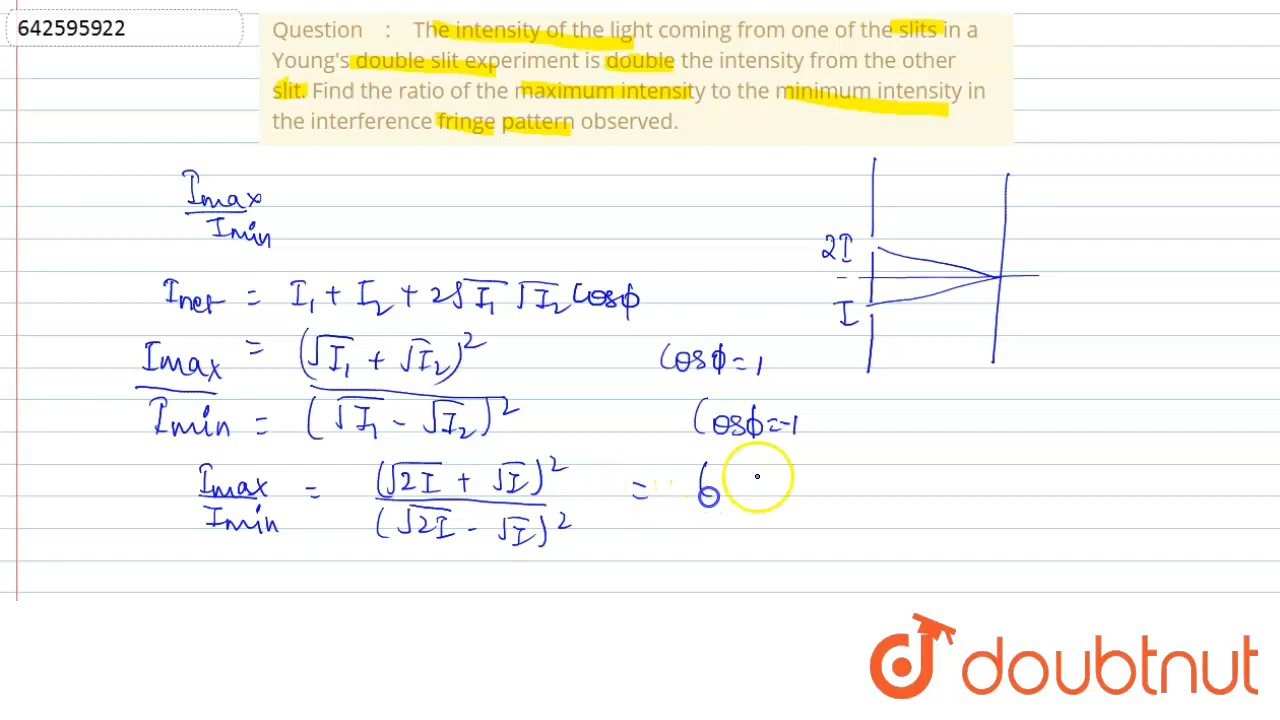 642595922
Question : The intensity of the light coming from one of the slits in a
Young's double slit experiment is double the intensity from the other
slit. Find the ratio of the maximum intensity to the minimum intensity in
the interference fringe pattern observed.
Imax
Imin
2I
I
Inet = I₁ + I₂ + 2√I₁ √I₂ cosφ
Imax = (√I₁ + √I₂)² cosφ = 1
Imin = (√I₁ - √I₂)² cosφ = -1
Imax/Imin = (√2I + √I)²/(√2I - √I)² = 6
doubtnut